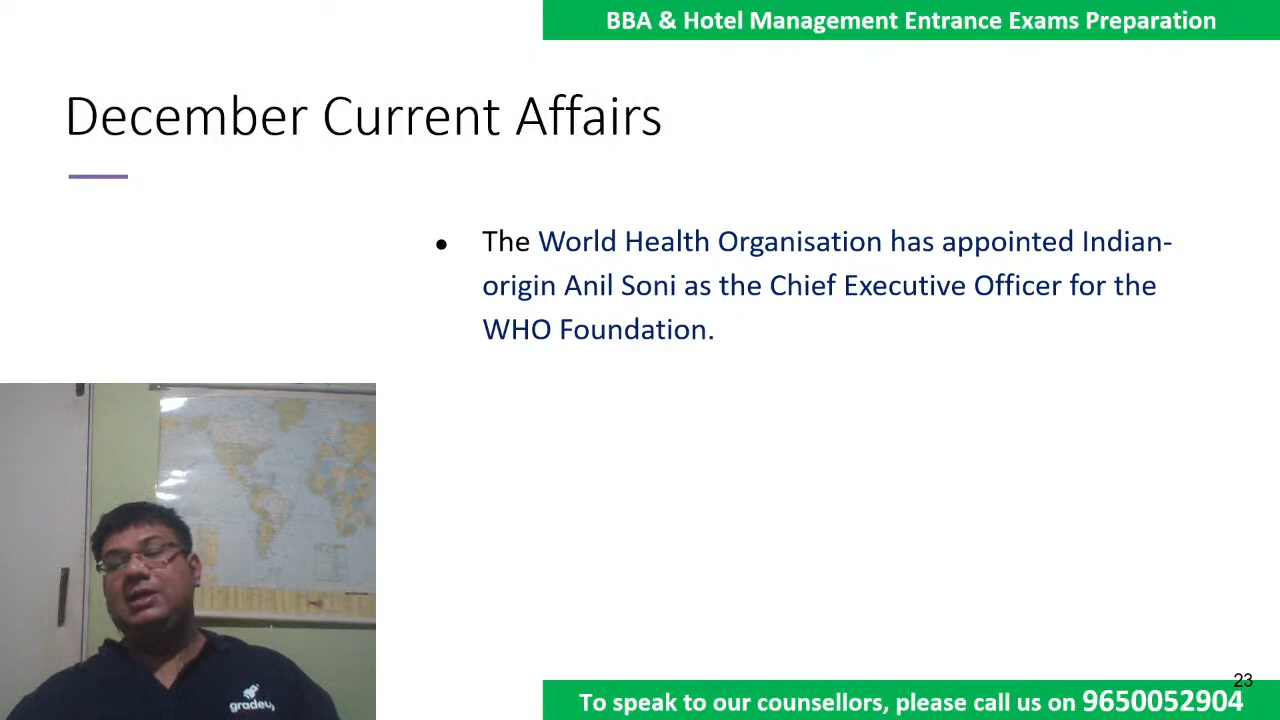 BBA & Hotel Management Entrance Exams Preparation
December Current Affairs
• The World Health Organisation has appointed Indian-
origin Anil Soni as the Chief Executive Officer for the
WHO Foundation.
gradeup
23
To speak to our counsellors, please call us on 9650052904